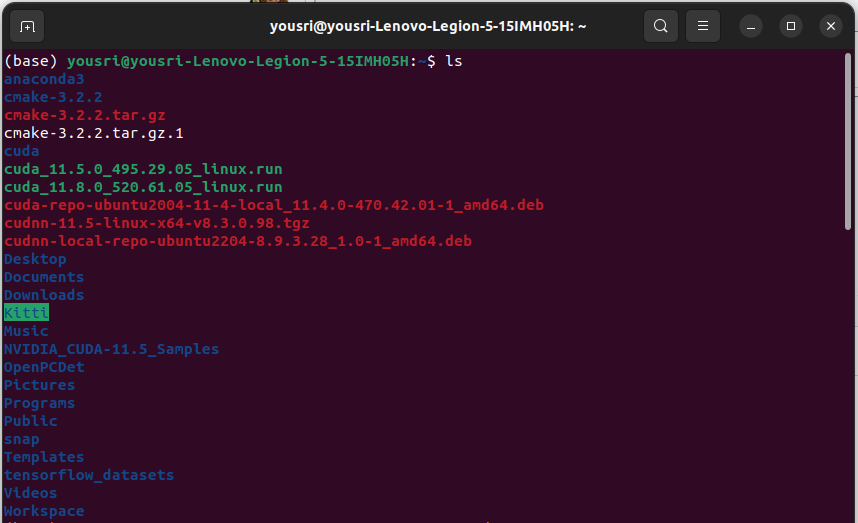 yousri@yousri-Lenovo-Legion-5-15IMH05H: ~
(base) yousri@yousri-Lenovo-Legion-5-15IMH05H:~$ ls
anaconda3
cmake-3.2.2
cmake-3.2.2.tar.gz
cmake-3.2.2.tar.gz.1
cuda
cuda_11.5.0_495.29.05_linux.run
cuda_11.8.0_520.61.05_linux.run
cuda-repo-ubuntu2004-11-4-local_11.4.0-470.42.01-1_amd64.deb
cudnn-11.5-linux-x64-v8.3.0.98.tgz
cudnn-local-repo-ubuntu2204-8.9.3.28_1.0-1_amd64.deb
Desktop
Documents
Downloads
Kitti
Music
NVIDIA_CUDA-11.5_Samples
OpenPCDet
Pictures
Programs
Public
snap
Templates
tensorflow_datasets
Videos
Workspace